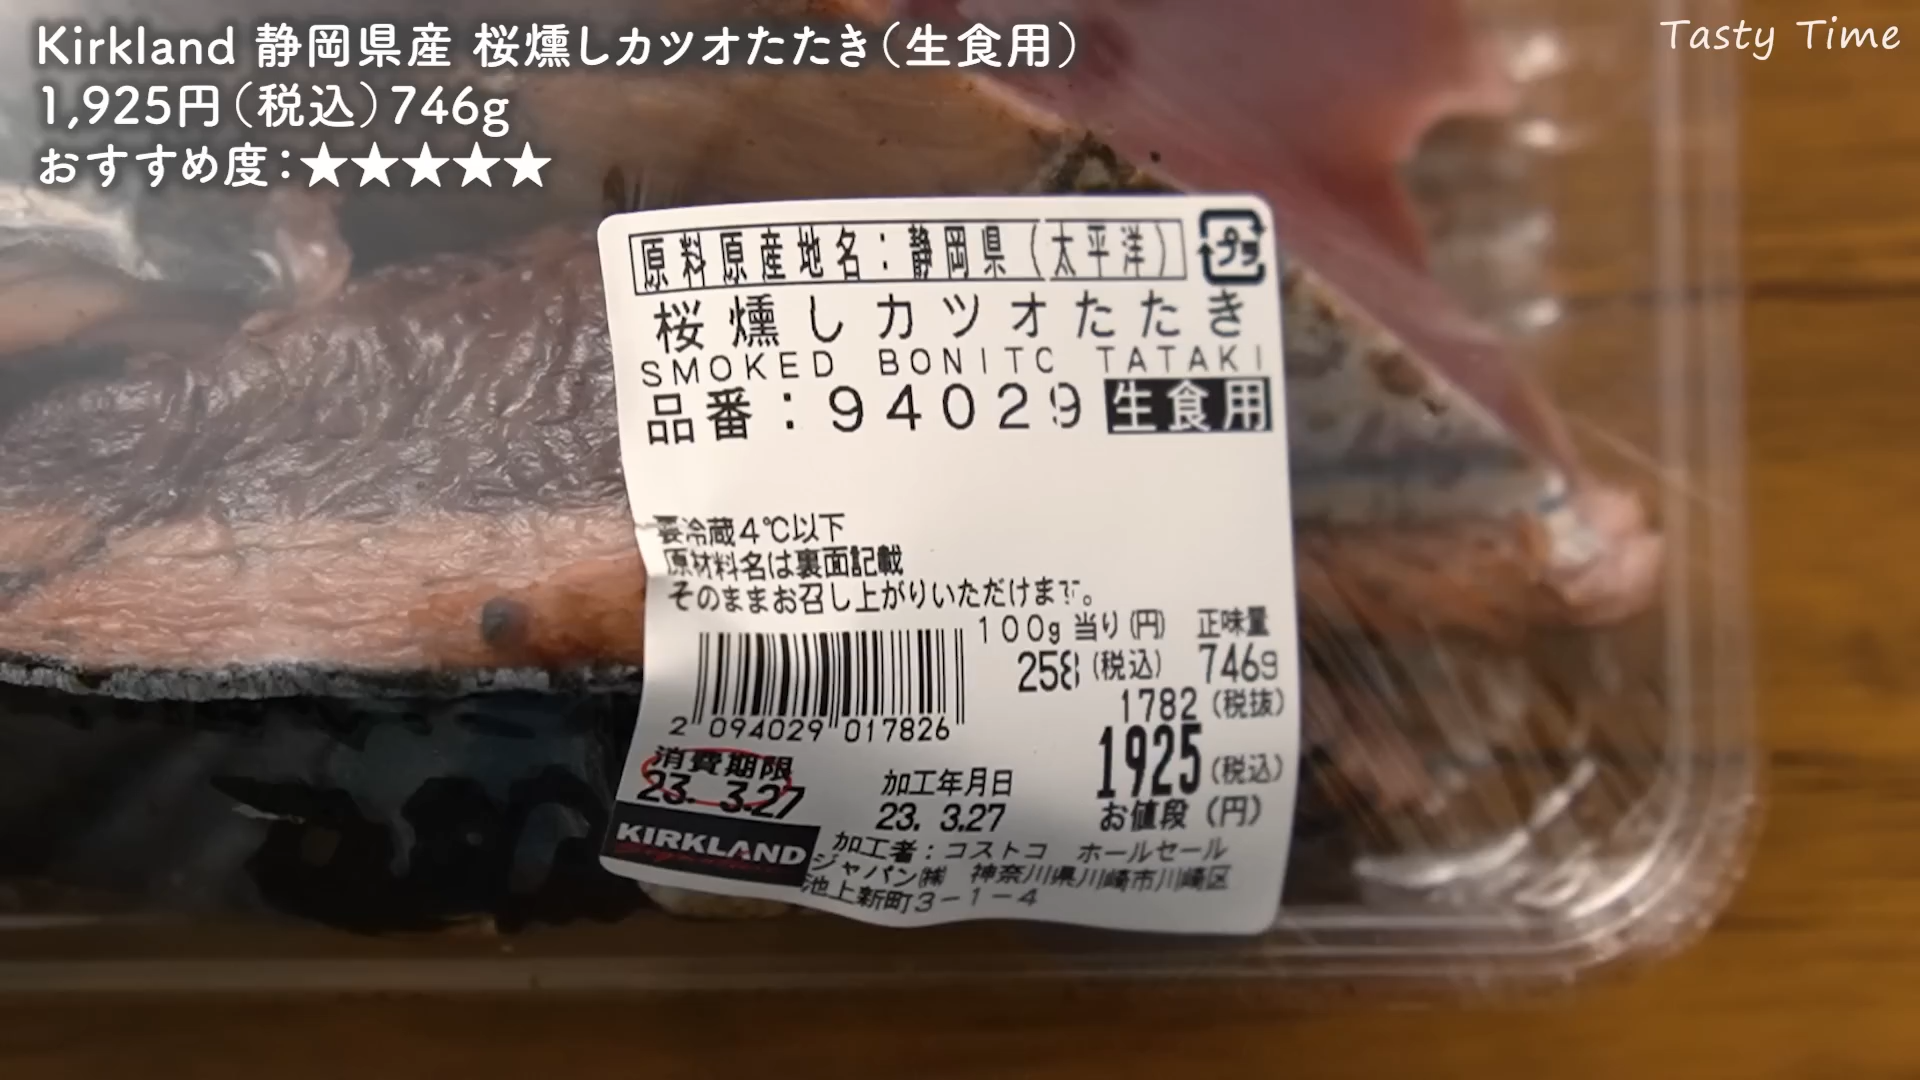 Kirkland 静岡県産 桜燻しカツオたたき（生食用）
1,925円（税込）746g
おすすめ度：★★★★★
Tasty Time
原料原産地名：静岡県（太平洋）
プラ
桜燻しカツオたたき
SMOKED BONITO TATAKI
品番：94029 生食用
要冷蔵4℃以下
原材料名は裏面記載
そのままお召し上がりいただけます。
100g当り(円) 正味量
258(税込) 746g
1782(税抜)
1925(税込)
お値段(円)
2 094029 017826
消費期限 加工年月日
23. 3.27 23. 3.27
KIRKLAND
加工者：コストコ ホールセール
ジャパン㈱ 神奈川県川崎市川崎区
池上新町3-1-4